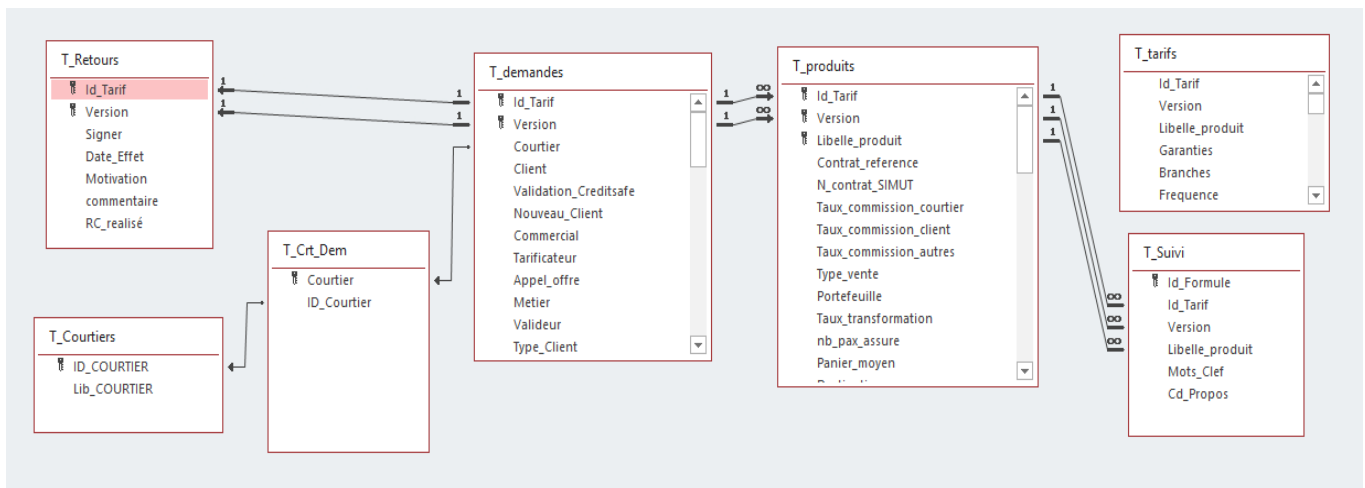 T_Retours
Id_Tarif
Version
Signer
Date_Effet
Motivation
commentaire
RC_realisé
1
1
1
1
T_demandes
Id_Tarif
Version
Courtier
Client
Validation_Creditsafe
Nouveau_Client
Commercial
Tarificateur
Appel_offre
Metier
Valideur
Type_Client
1
1
∞
∞
T_produits
Id_Tarif
Version
Libelle_produit
Contrat_reference
N_contrat_SIMUT
Taux_commission_courtier
Taux_commission_client
Taux_commission_autres
Type_vente
Portefeuille
Taux_transformation
nb_pax_assure
Panier_moyen
1
1
1
T_tarifs
Id_Tarif
Version
Libelle_produit
Garanties
Branches
Frequence
T_Crt_Dem
Courtier
ID_Courtier
T_Courtiers
ID_COURTIER
Lib_COURTIER
T_Suivi
Id_Formule
Id_Tarif
Version
Libelle_produit
Mots_Clef
Cd_Propos
∞
∞
∞